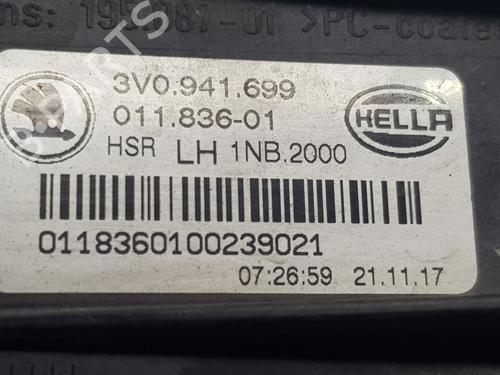 >PC-coated
3V0.941.699
011.836-01
HELLA
HSR LH 1NB.2000
0118360100239021
07:26:59 21.11.17